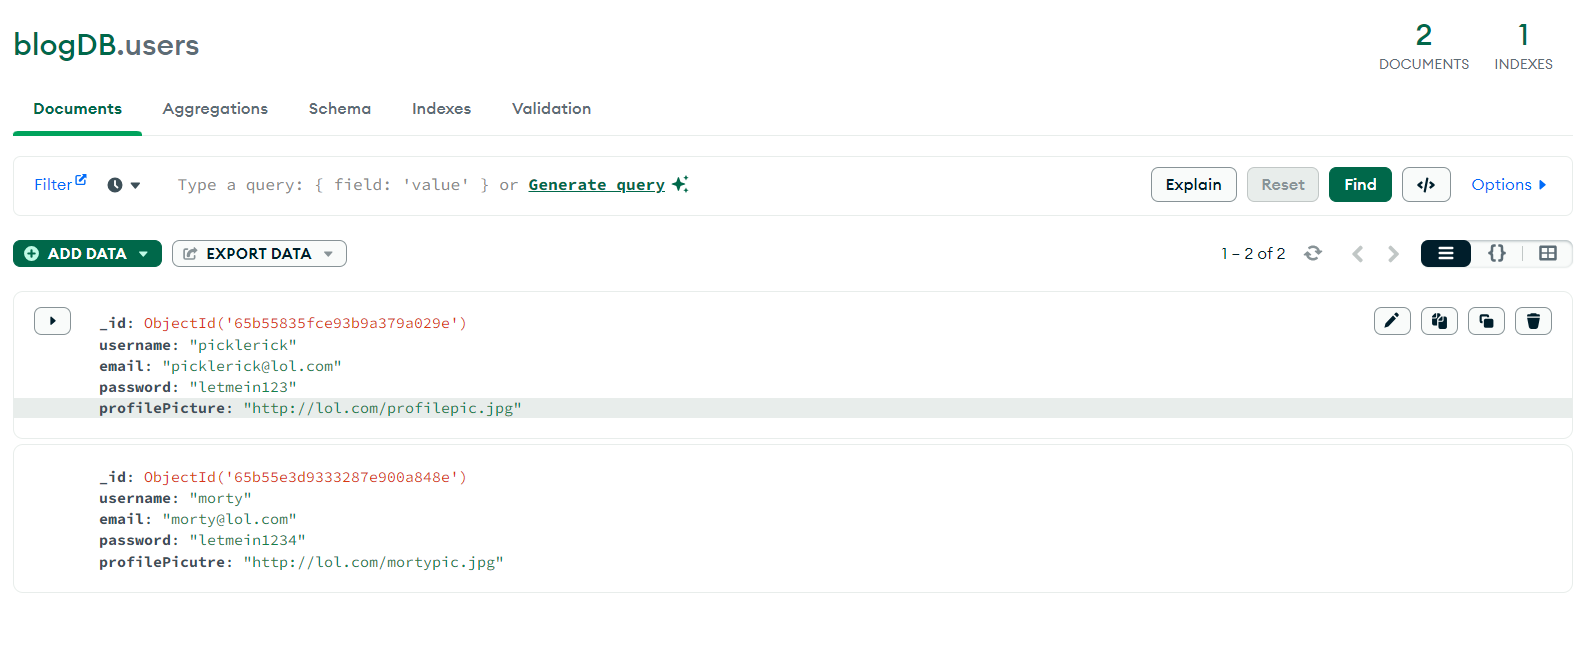 blogDB.users
2
DOCUMENTS
1
INDEXES
Documents Aggregations Schema Indexes Validation
Filter Type a query: { field: 'value' } or Generate query Explain Reset Find </> Options
ADD DATA EXPORT DATA 1 – 2 of 2 {}
_id: ObjectId('65b55835fce93b9a379a029e')
username: "picklerick"
email: "picklerick@lol.com"
password: "letmein123"
profilePicture: "http://lol.com/profilepic.jpg"
_id: ObjectId('65b55e3d9333287e900a848e')
username: "morty"
email: "morty@lol.com"
password: "letmein1234"
profilePicutre: "http://lol.com/mortypic.jpg"